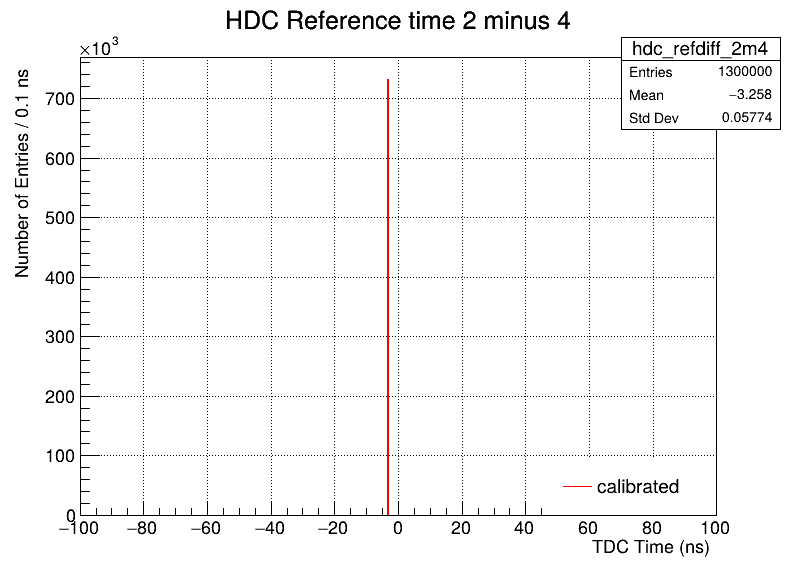 HDC Reference time 2 minus 4
×10³
hdc_refdiff_2m4
Entries 1300000
Mean −3.258
Std Dev 0.05774
Number of Entries / 0.1 ns
700
600
500
400
300
200
100
0
−100 −80 −60 −40 −20 0 20 40 60 80 100
TDC Time (ns)
calibrated